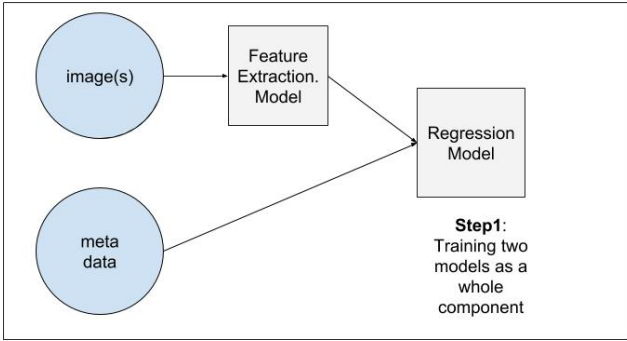 image(s)
Feature
Extraction.
Model
Regression
Model
meta
data
Step1:
Training two
models as a
whole
component